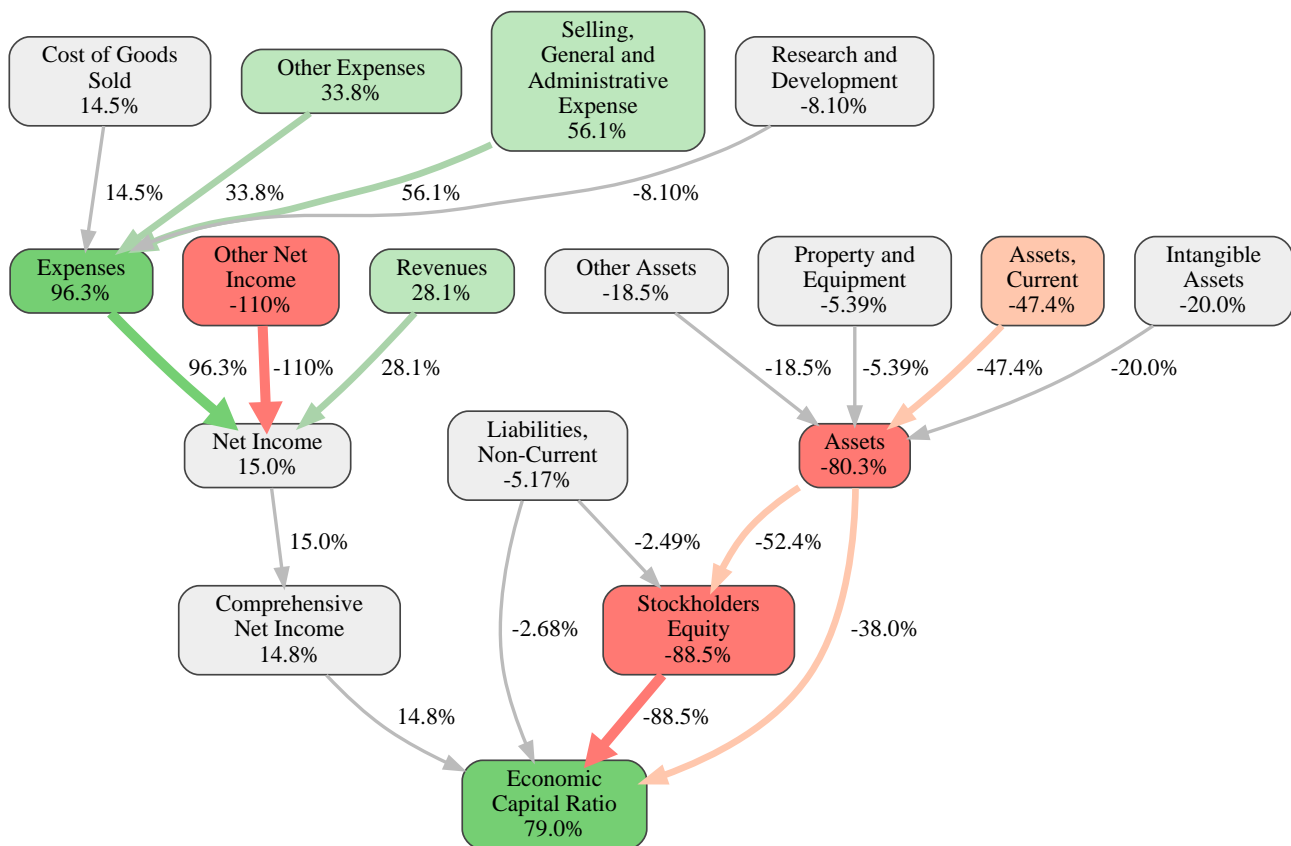 Cost of Goods
Sold
14.5%
Other Expenses
33.8%
Selling,
General and
Administrative
Expense
56.1%
Research and
Development
-8.10%
14.5%
33.8%
56.1%
-8.10%
Expenses
96.3%
Other Net
Income
-110%
Revenues
28.1%
Other Assets
-18.5%
Property and
Equipment
-5.39%
Assets,
Current
-47.4%
Intangible
Assets
-20.0%
96.3%
-110%
28.1%
-18.5%
-5.39%
-47.4%
-20.0%
Net Income
15.0%
Liabilities,
Non-Current
-5.17%
Assets
-80.3%
15.0%
-2.49%
-52.4%
Comprehensive
Net Income
14.8%
-2.68%
Stockholders
Equity
-88.5%
-38.0%
14.8%
-88.5%
Economic
Capital Ratio
79.0%